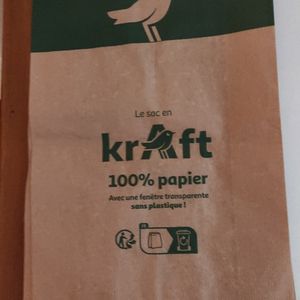 Le sac en
krAft
100% papier
Avec une fenêtre transparente
sans plastique !